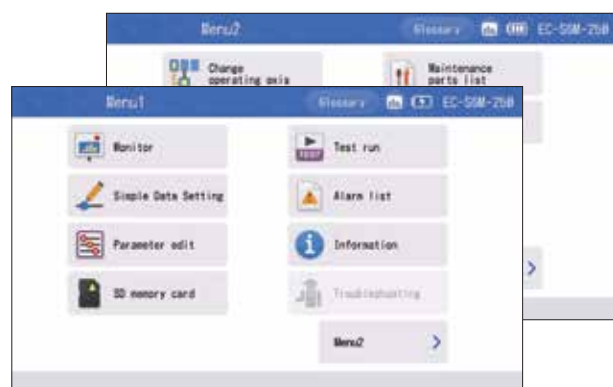 Menu2
Glossary
EC-SGM-250
Change
operating axis
Maintenance
parts list
Menu1
Glossary
EC-SGM-250
Monitor
TEST
Test run
Simple Data Setting
Alarm list
Parameter edit
Information
SD memory card
Troubleshooting
Menu2